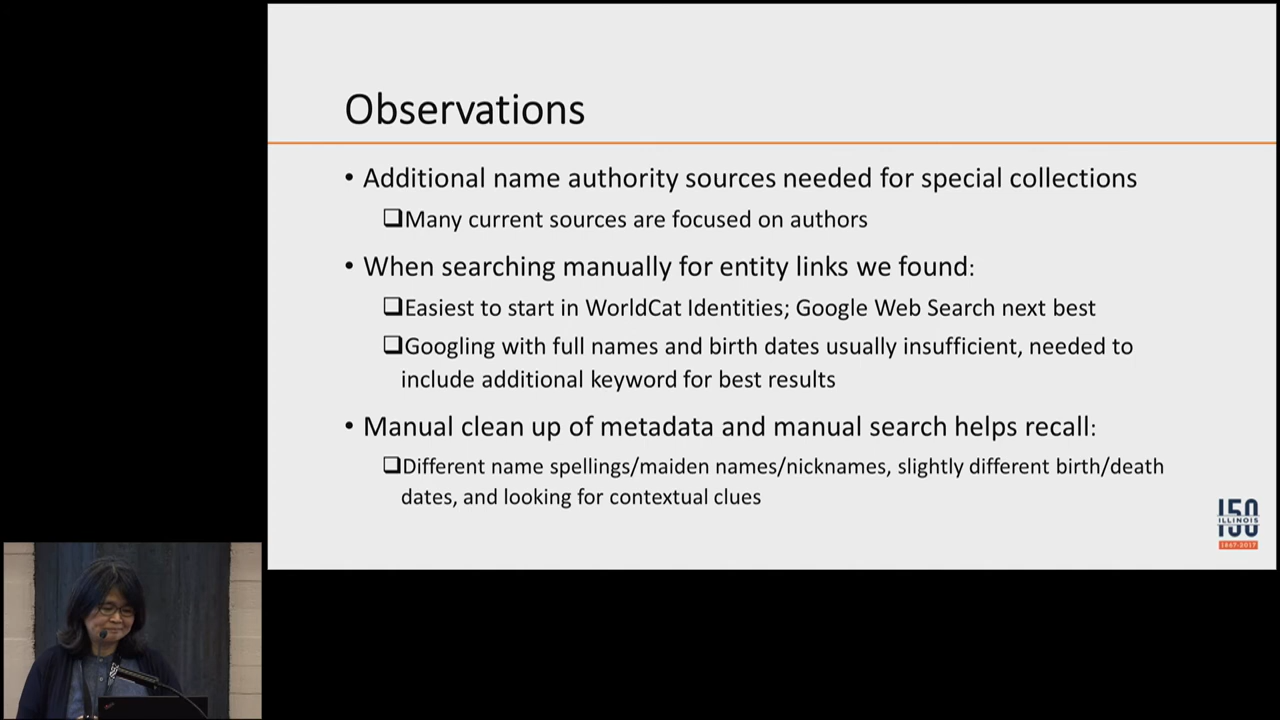 Observations
• Additional name authority sources needed for special collections
❑Many current sources are focused on authors
• When searching manually for entity links we found:
❑Easiest to start in WorldCat Identities; Google Web Search next best
❑Googling with full names and birth dates usually insufficient, needed to
include additional keyword for best results
• Manual clean up of metadata and manual search helps recall:
❑Different name spellings/maiden names/nicknames, slightly different birth/death
dates, and looking for contextual clues
150
ILLINOIS
1867-2017